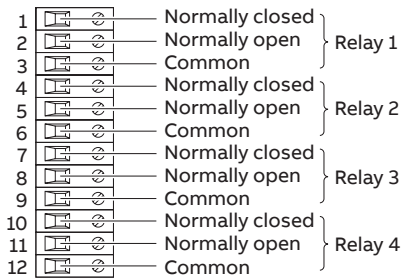 1 Normally closed
2 Normally open Relay 1
3 Common
4 Normally closed
5 Normally open Relay 2
6 Common
7 Normally closed
8 Normally open Relay 3
9 Common
10 Normally closed
11 Normally open Relay 4
12 Common